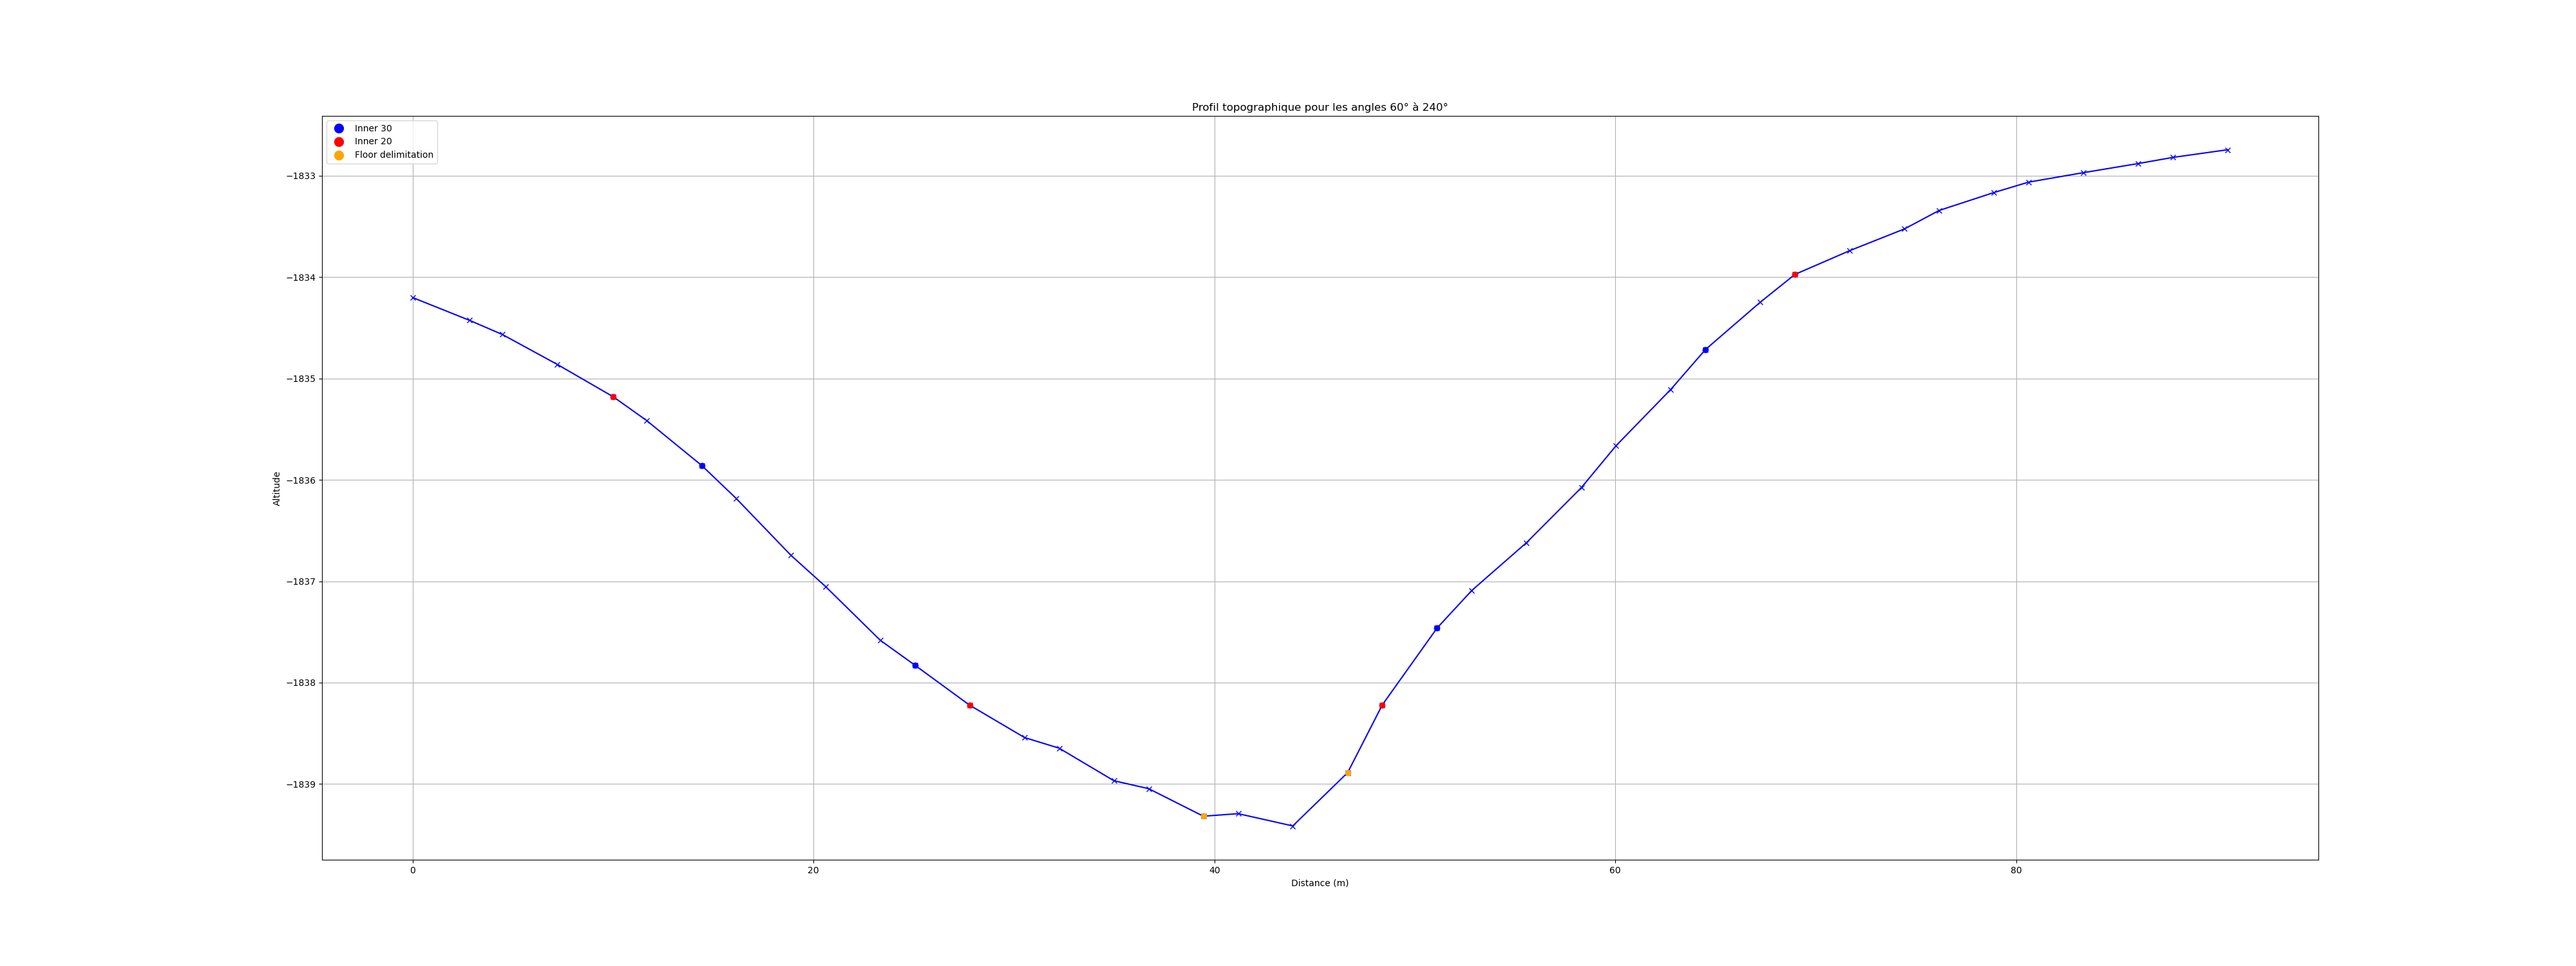 Profil topographique pour les angles 60° à 240°
Inner 30
Inner 20
Floor delimitation
−1833
−1834
−1835
−1836
−1837
−1838
−1839
Altitude
0 20 40 60 80
Distance (m)